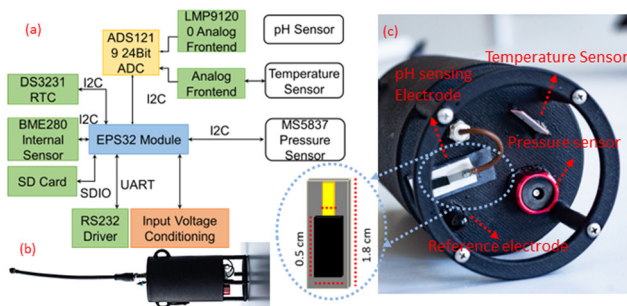 (a)
ADS121
9 24Bit
ADC
LMP9120
0 Analog
Frontend
pH Sensor
Analog
Frontend
Temperature
Sensor
DS3231
RTC
I2C
I2C
BME280
Internal
Sensor
I2C
EPS32 Module
I2C
MS5837
Pressure
Sensor
SD Card
SDIO
UART
RS232
Driver
Input Voltage
Conditioning
(b)
0.5 cm
1.8 cm
(c)
Temperature Sensor
pH sensing
Electrode
Pressure sensor
Reference electrode